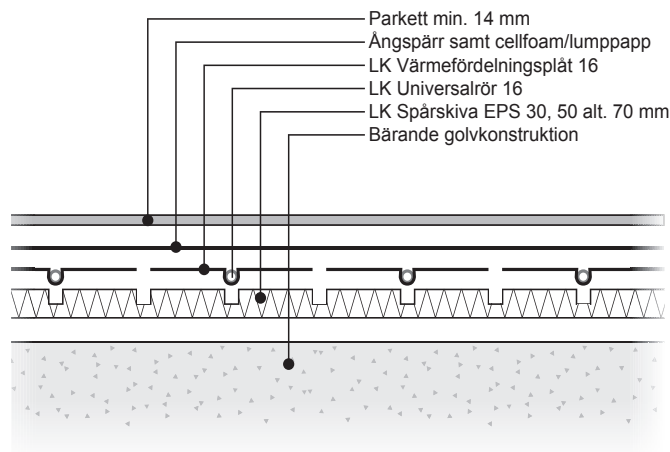 Parkett min. 14 mm
Ångspärr samt cellfoam/lumppapp
LK Värmefördelningsplåt 16
LK Universalrör 16
LK Spårskiva EPS 30, 50 alt. 70 mm
Bärande golvkonstruktion